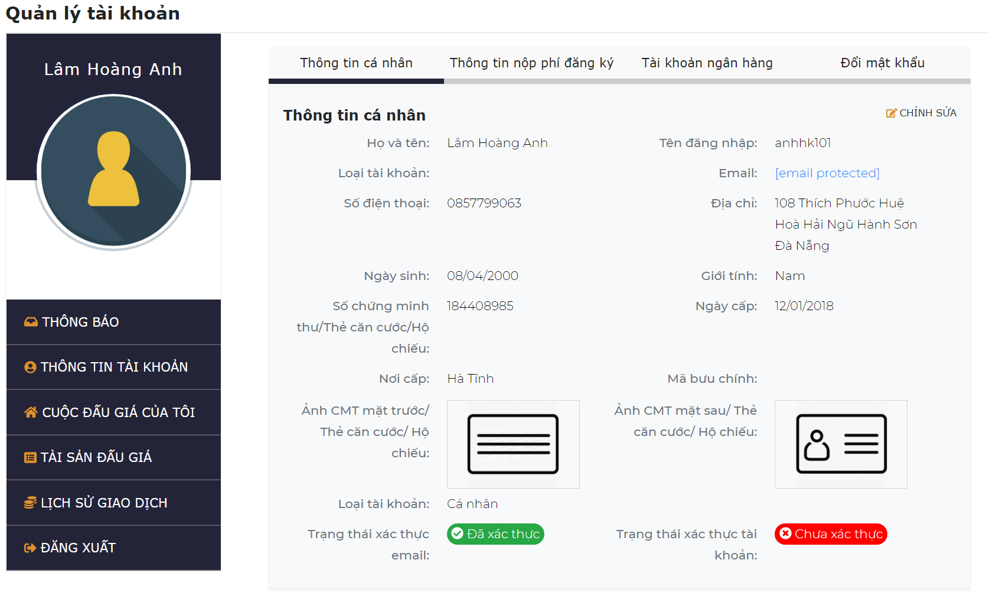 Quản lý tài khoản
Lâm Hoàng Anh
THÔNG BÁO
THÔNG TIN TÀI KHOẢN
CUỘC ĐẤU GIÁ CỦA TÔI
TÀI SẢN ĐẤU GIÁ
LỊCH SỬ GIAO DỊCH
ĐĂNG XUẤT
Thông tin cá nhân Thông tin nộp phí đăng ký Tài khoản ngân hàng Đổi mật khẩu
Thông tin cá nhân
CHỈNH SỬA
Họ và tên: Lâm Hoàng Anh Tên đăng nhập: anhhk101
Loại tài khoản: Email: [email protected]
Số điện thoại: 0857799063 Địa chỉ: 108 Thích Phước Huệ
Hoà Hải Ngũ Hành Sơn
Đà Nẵng
Ngày sinh: 08/04/2000 Giới tính: Nam
Số chứng minh 184408985 Ngày cấp: 12/01/2018
thư/Thẻ căn cước/Hộ
chiếu:
Nơi cấp: Hà Tĩnh Mã bưu chính:
Ảnh CMT mặt trước/ Ảnh CMT mặt sau/ Thẻ
Thẻ căn cước/ Hộ căn cước/ Hộ chiếu:
chiếu:
Loại tài khoản: Cá nhân
Trạng thái xác thực Đã xác thực Trạng thái xác thực tài Chưa xác thực
email: khoản: